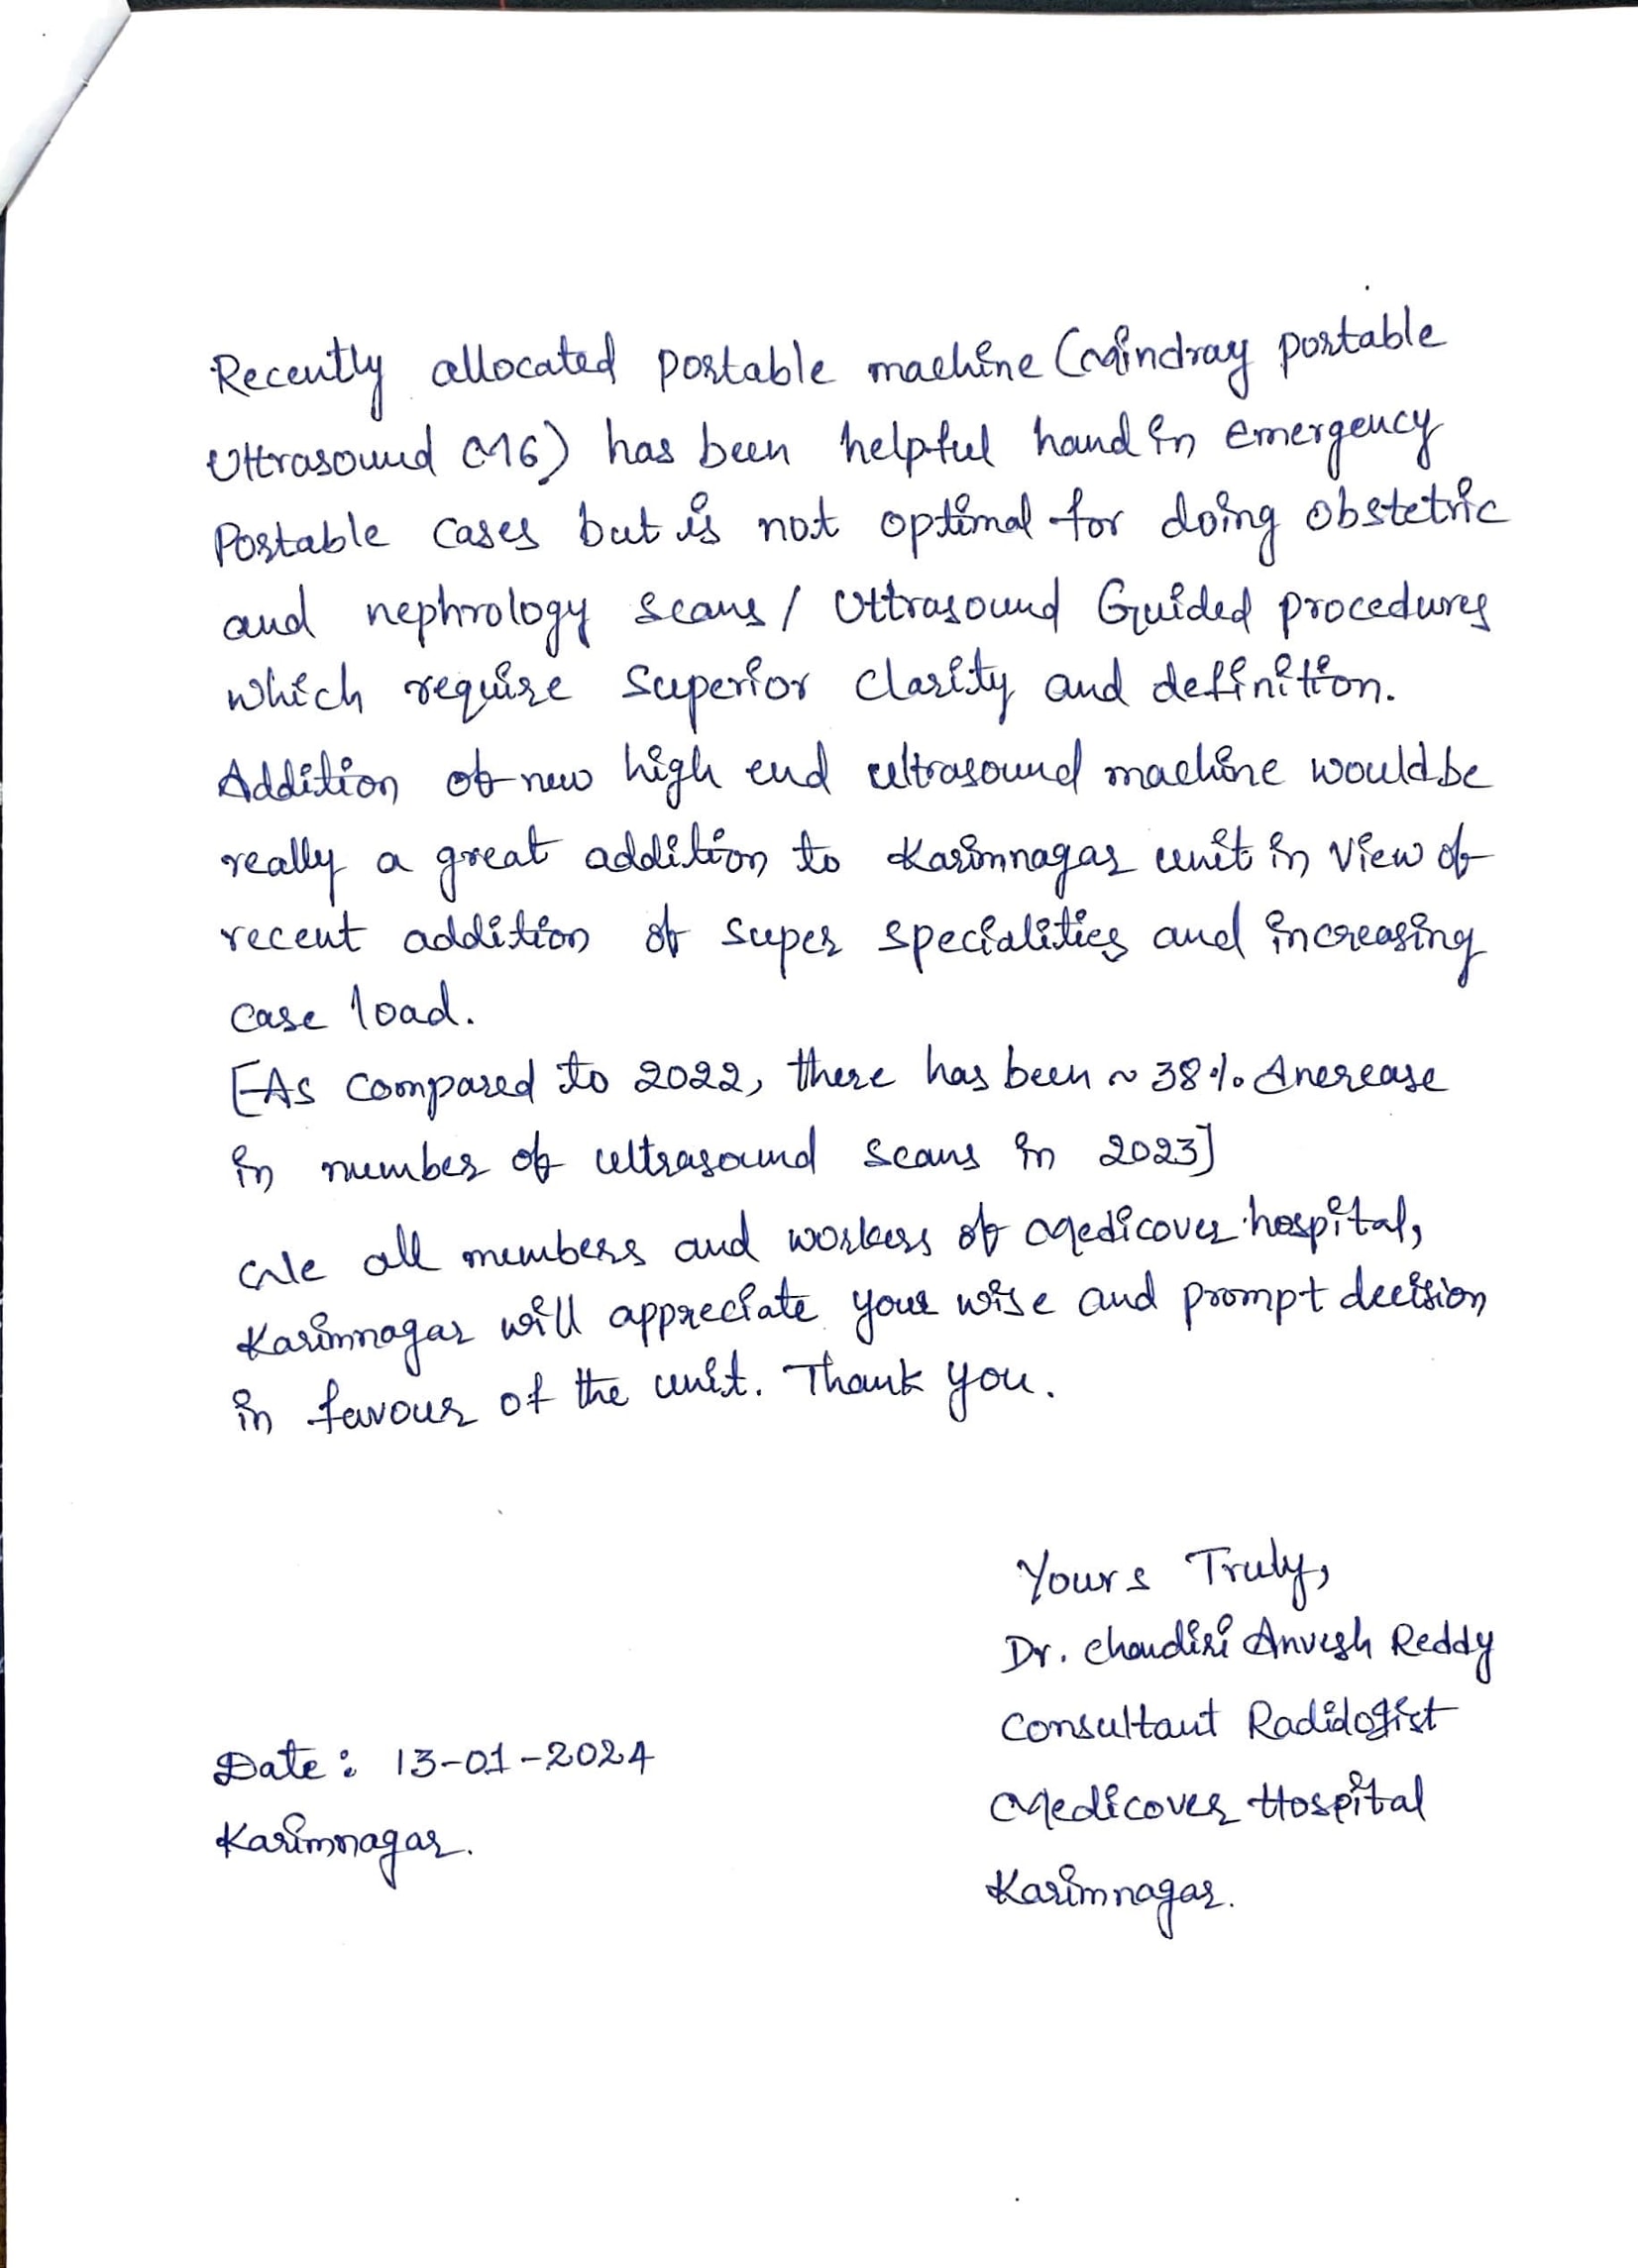 Recently allocated portable machine (Mindray portable
Ultrasound M6) has been helpful hand in emergency
Portable cases but is not optimal for doing obstetric
and nephrology scans / Ultrasound Guided procedures
which require superior clarity and definition.
Addition of new high end ultrasound machine would be
really a great addition to Karimnagar unit in view of
recent addition of super specialities and increasing
case load.
[As compared to 2022, there has been ~ 38% Increase
in number of ultrasound scans in 2023]
We all members and workers of Medicover hospital,
Karimnagar will appreciate your wise and prompt decision
in favour of the unit. Thank you.
Yours Truly,
Dr. Chandiri Anvesh Reddy
Consultant Radiologist
Medicover Hospital
Karimnagar.
Date: 13-01-2024
Karimnagar.